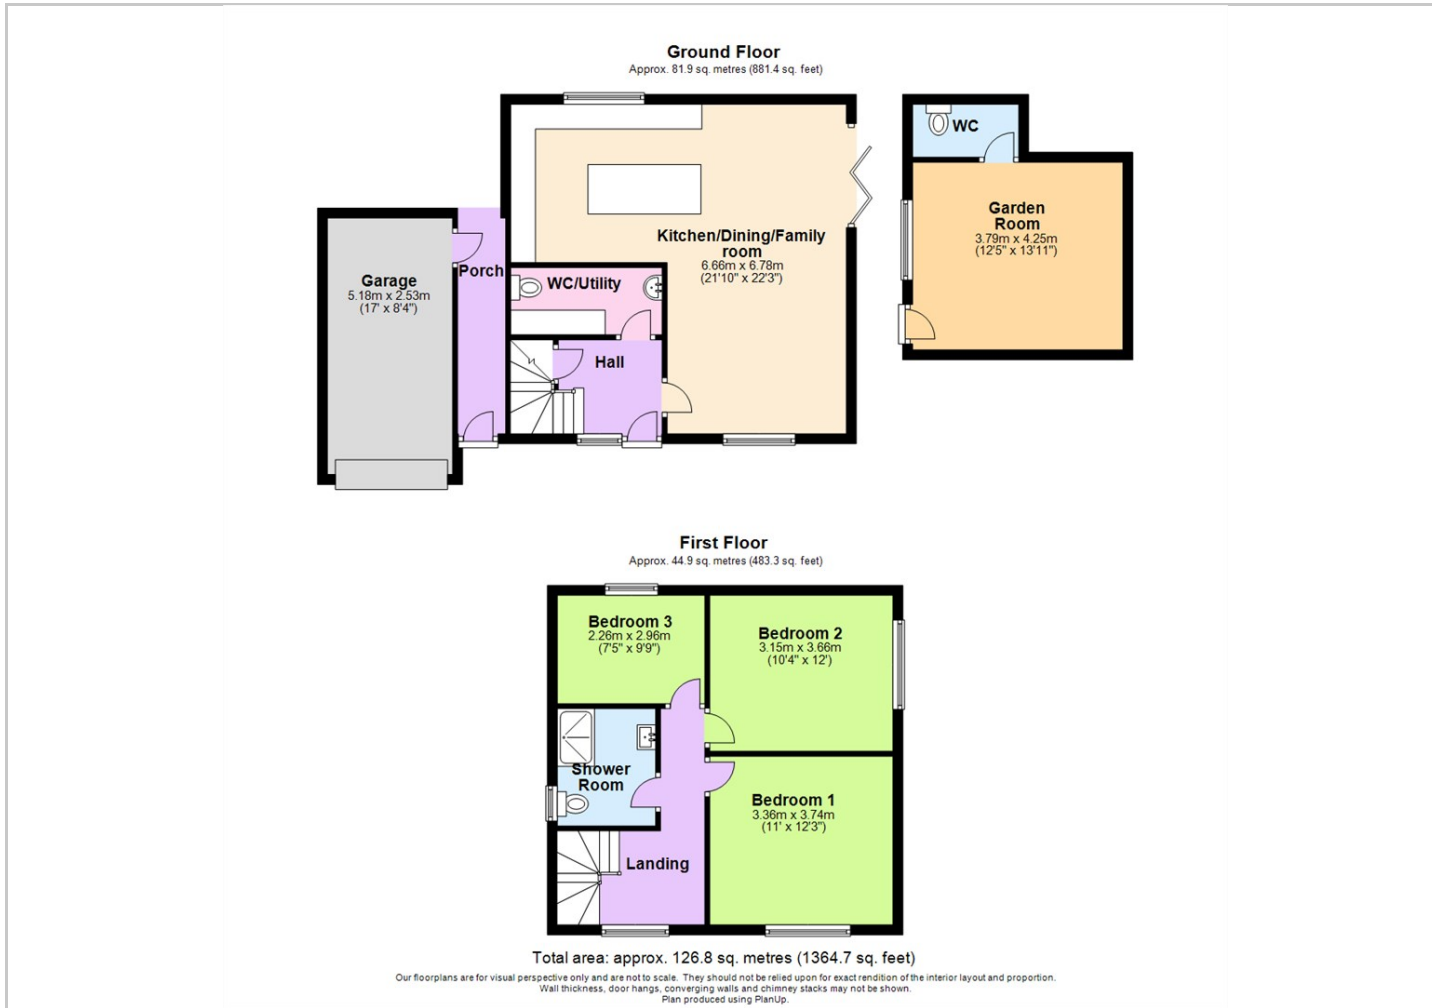 Ground Floor
Approx. 81.9 sq. metres (881.4 sq. feet)
WC
Garden
Room
3.79m x 4.25m
(12'5" x 13'11")
Kitchen/Dining/Family
room
6.66m x 6.78m
(21'10" x 22'3")
Porch
Garage
5.18m x 2.53m
(17' x 8'4")
WC/Utility
Hall
First Floor
Approx. 44.9 sq. metres (483.3 sq. feet)
Bedroom 3
2.26m x 2.96m
(7'5" x 9'9")
Bedroom 2
3.15m x 3.66m
(10'4" x 12')
Shower
Room
Bedroom 1
3.36m x 3.74m
(11' x 12'3")
Landing
Total area: approx. 126.8 sq. metres (1364.7 sq. feet)
Our floorplans are for visual perspective only and are not to scale. They should not be relied upon for exact rendition of the interior layout and proportion.
Wall thickness, door hangs, converging walls and chimney stacks may not be shown.
Plan produced using PlanUp.